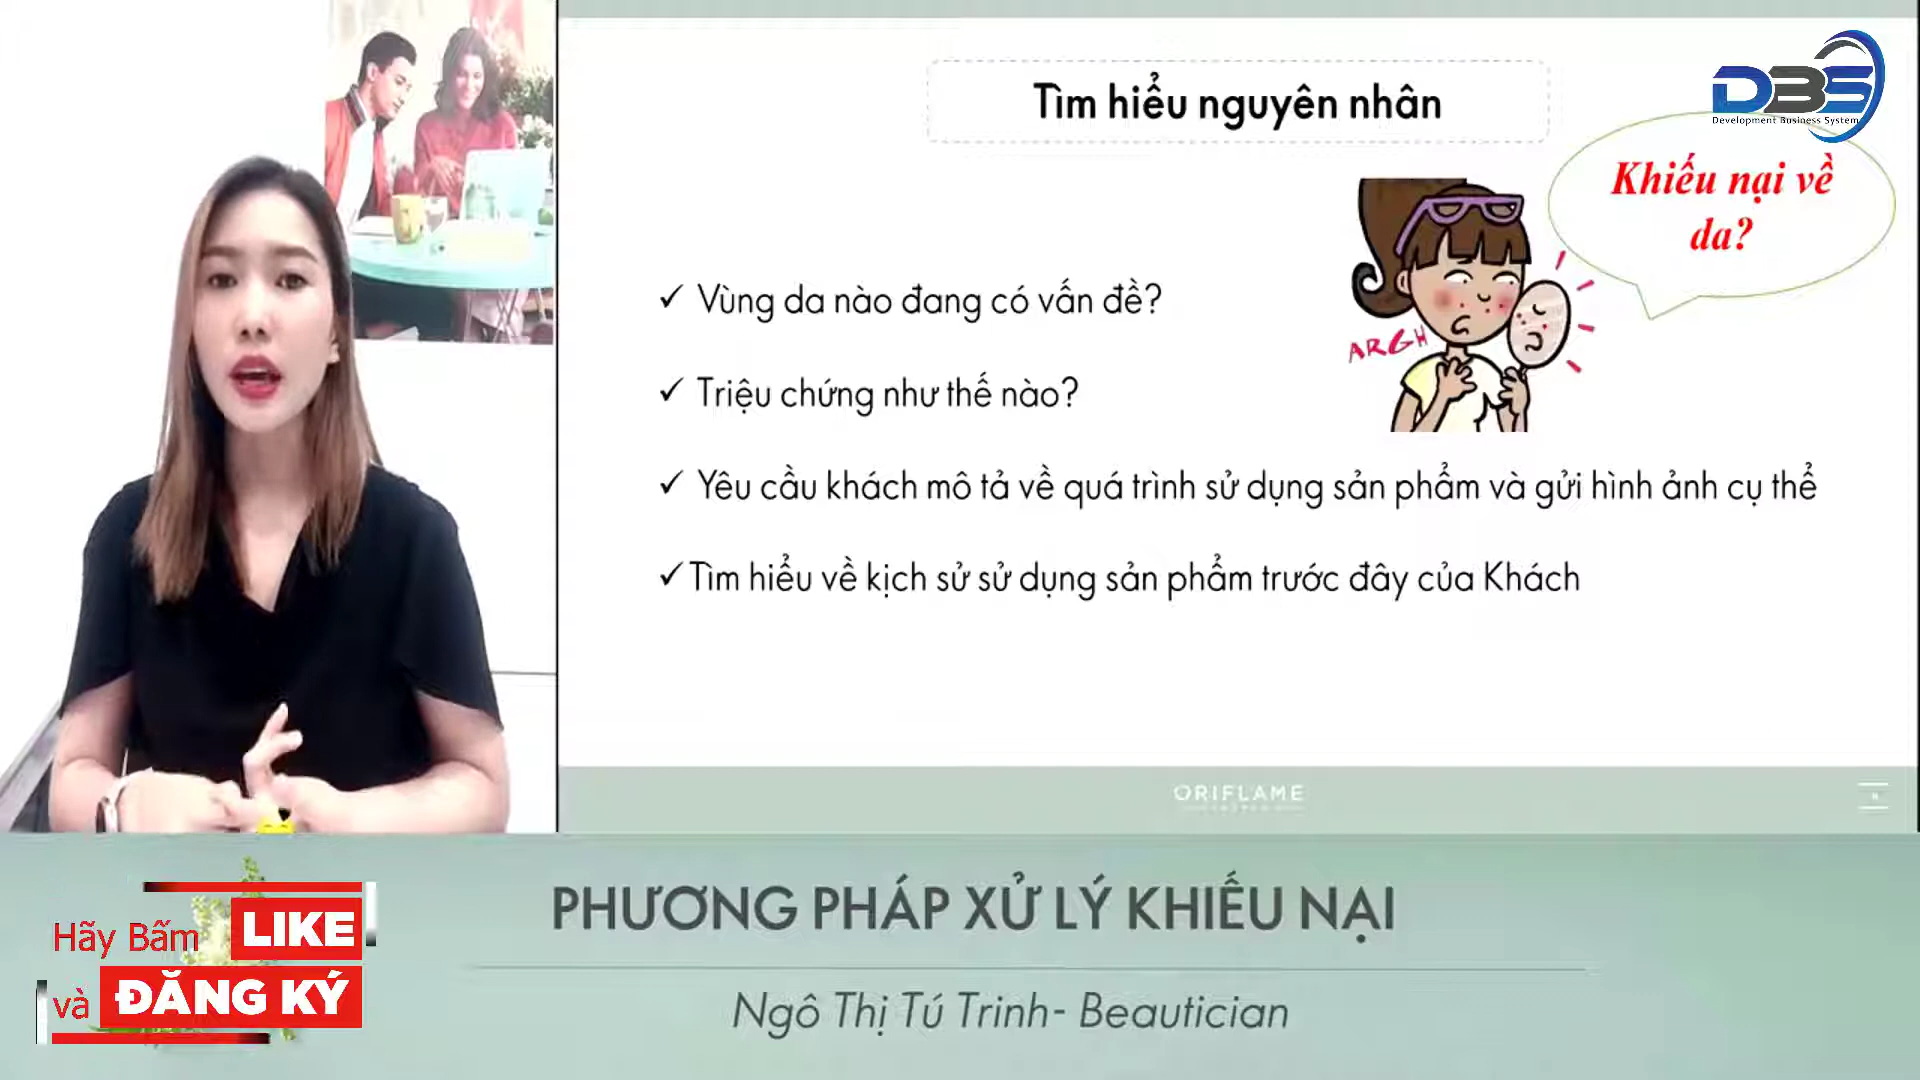 Tìm hiểu nguyên nhân
DBS
Development Business System
Khiếu nại về
da?
✓ Vùng da nào đang có vấn đề?
ARGH
✓ Triệu chứng như thế nào?
✓ Yêu cầu khách mô tả về quá trình sử dụng sản phẩm và gửi hình ảnh cụ thể
✓ Tìm hiểu về kịch sử sử dụng sản phẩm trước đây của Khách
ORIFLAME
PHƯƠNG PHÁP XỬ LÝ KHIẾU NẠI
Ngô Thị Tú Trinh- Beautician
Hãy Bấm LIKE
và ĐĂNG KÝ